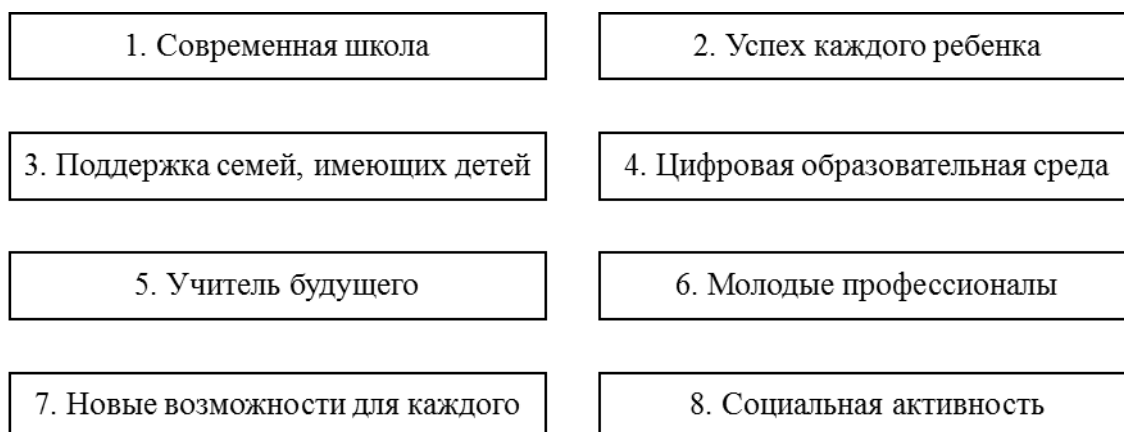 1. Современная школа
2. Успех каждого ребенка
3. Поддержка семей, имеющих детей
4. Цифровая образовательная среда
5. Учитель будущего
6. Молодые профессионалы
7. Новые возможности для каждого
8. Социальная активность